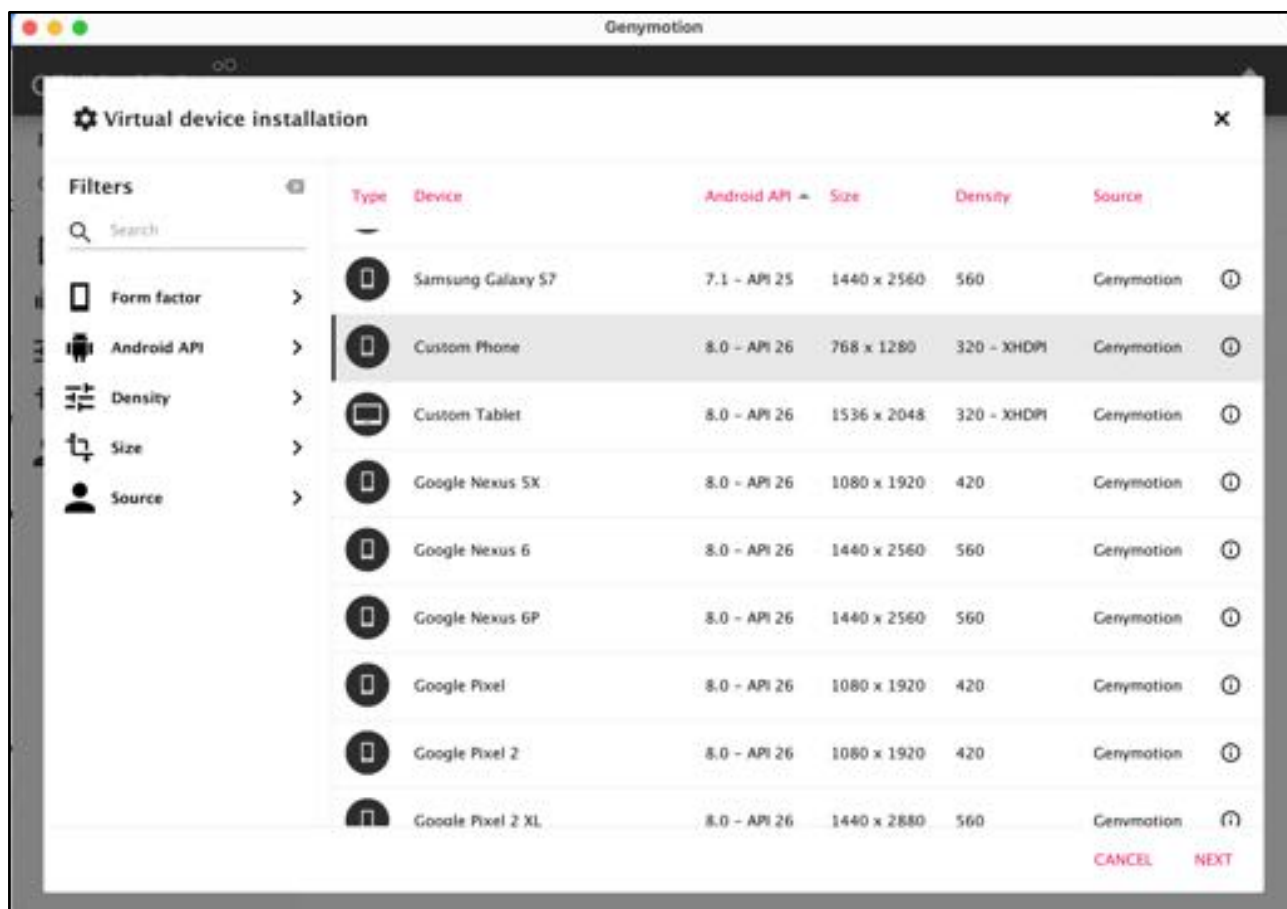 Genymotion
Virtual device installation
Filters
Search
Form factor
Android API
Density
Size
Source
Type Device Android API Size Density Source
Samsung Galaxy S7 7.1 - API 25 1440 x 2560 560 Genymotion
Custom Phone 8.0 - API 26 768 x 1280 320 - XHDPI Genymotion
Custom Tablet 8.0 - API 26 1536 x 2048 320 - XHDPI Genymotion
Google Nexus 5X 8.0 - API 26 1080 x 1920 420 Genymotion
Google Nexus 6 8.0 - API 26 1440 x 2560 560 Genymotion
Google Nexus 6P 8.0 - API 26 1440 x 2560 560 Genymotion
Google Pixel 8.0 - API 26 1080 x 1920 420 Genymotion
Google Pixel 2 8.0 - API 26 1080 x 1920 420 Genymotion
Google Pixel 2 XL 8.0 - API 26 1440 x 2880 560 Genymotion
CANCEL NEXT